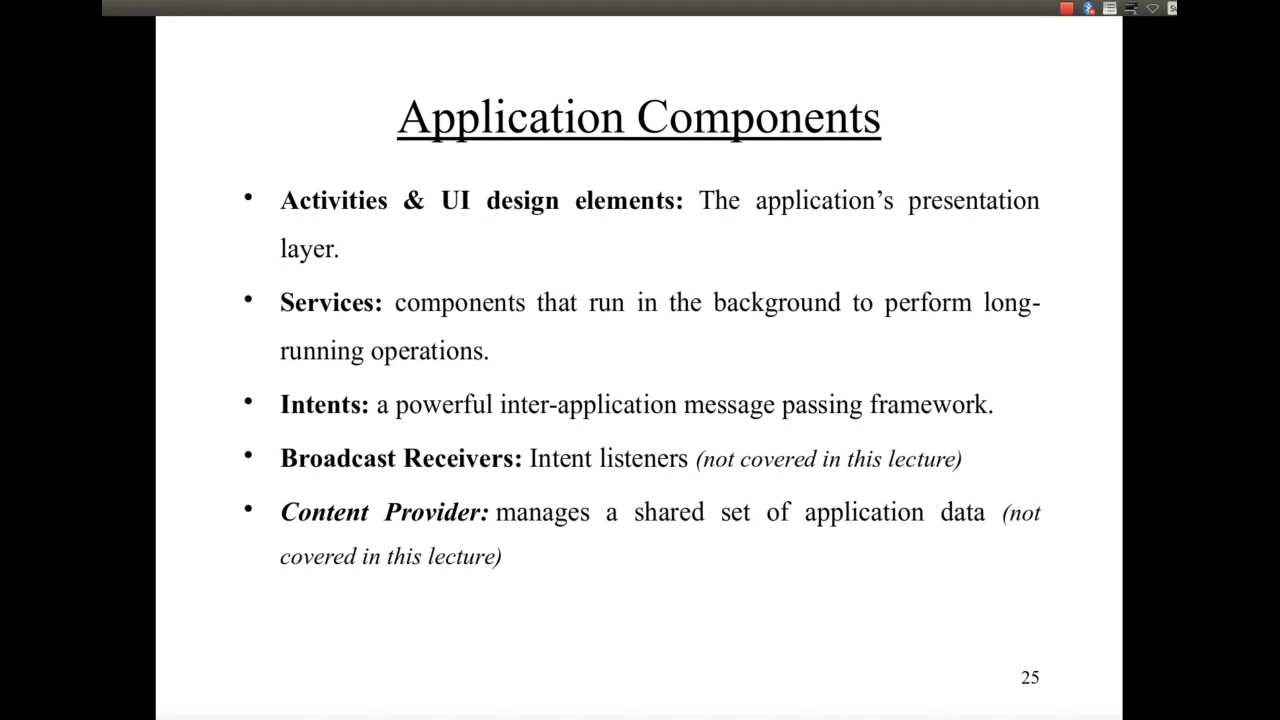 Application Components
• Activities & UI design elements: The application’s presentation
layer.
• Services: components that run in the background to perform long-
running operations.
• Intents: a powerful inter-application message passing framework.
• Broadcast Receivers: Intent listeners (not covered in this lecture)
• Content Provider: manages a shared set of application data (not
covered in this lecture)
25